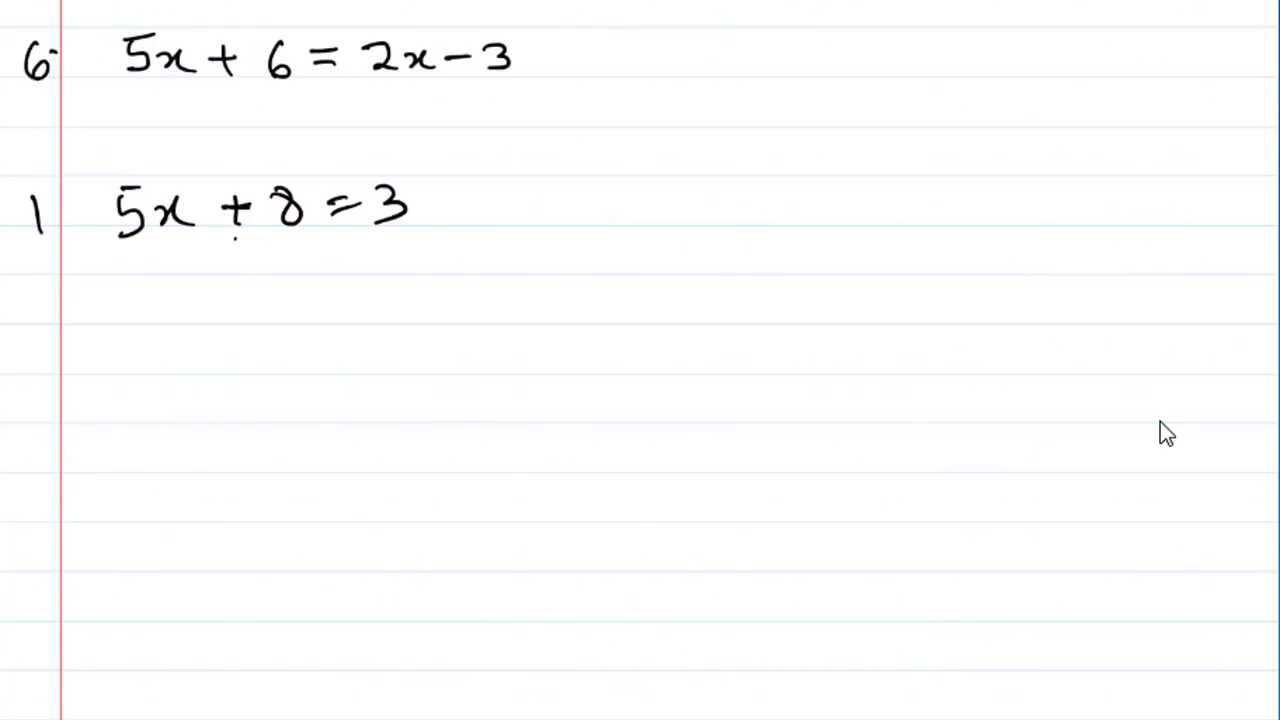 6. 5x + 6 = 2x - 3
1 5x + 8 = 3